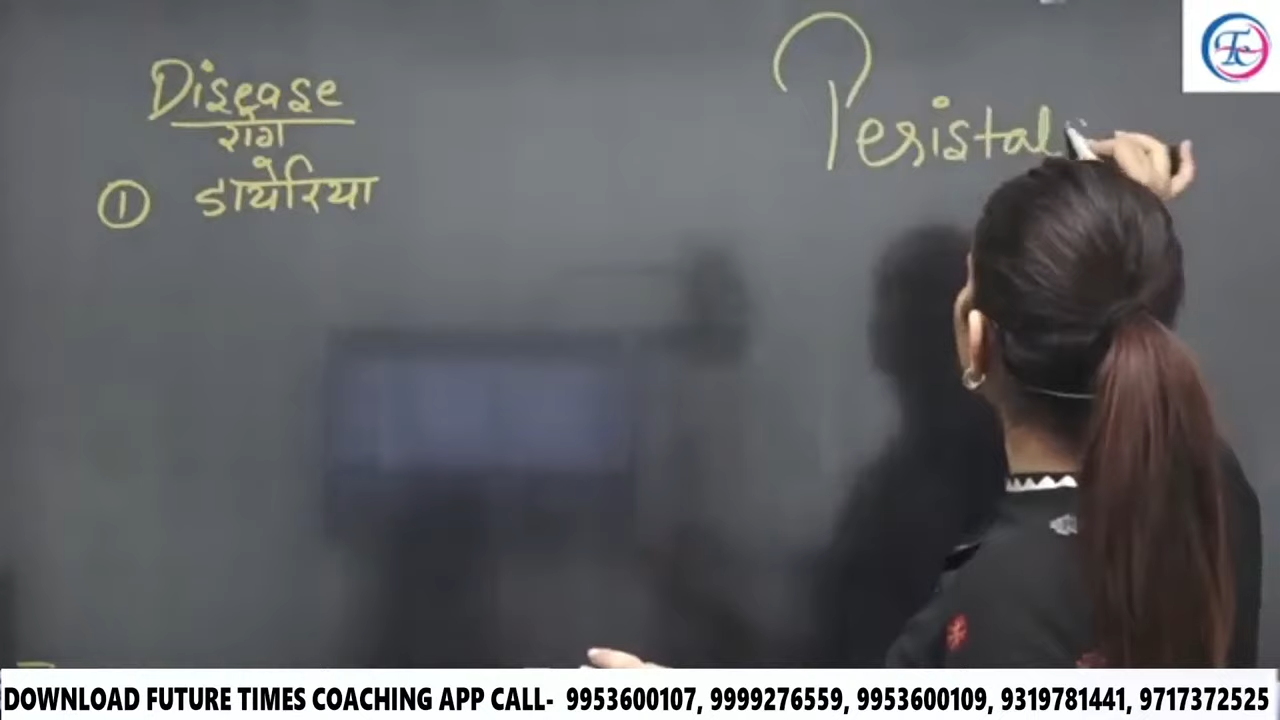 Disease
रोग
① डायेरिया
Peristal
DOWNLOAD FUTURE TIMES COACHING APP CALL- 9953600107, 9999276559, 9953600109, 9319781441, 9717372525